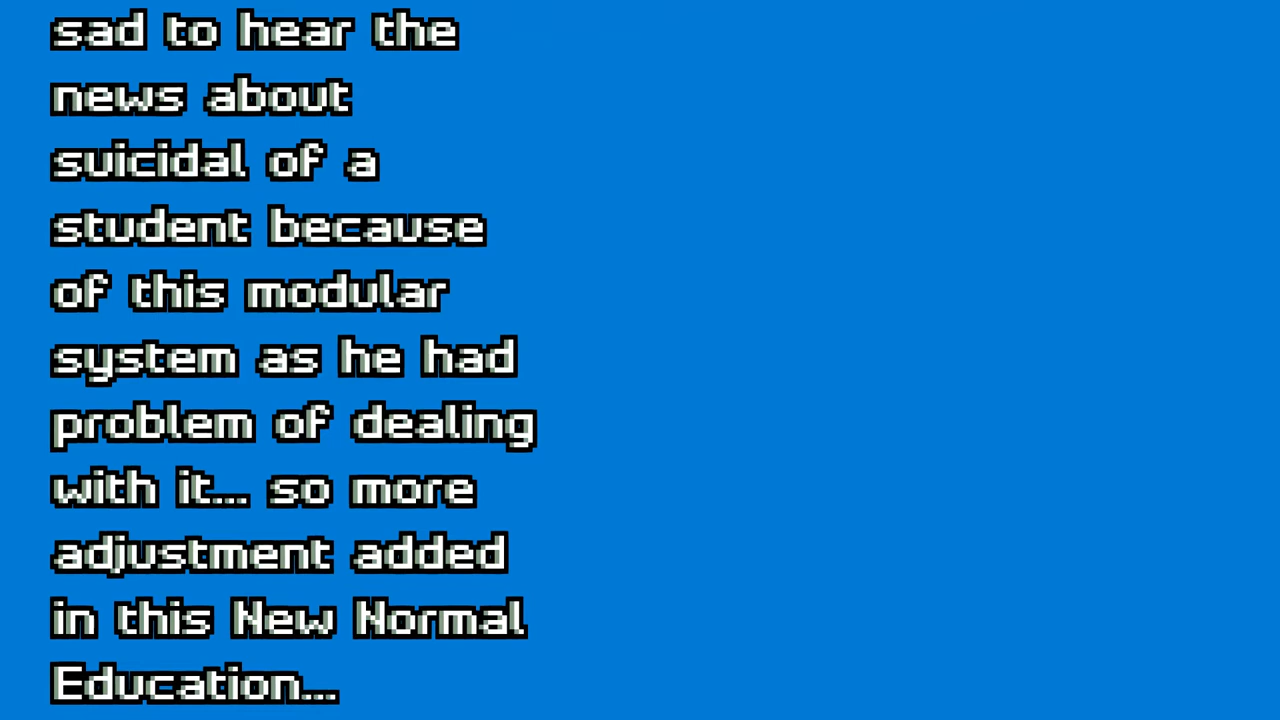 sad to hear the
news about
suicidal of a
student because
of this modular
system as he had
problem of dealing
with it... so more
adjustment added
in this New Normal
Education...